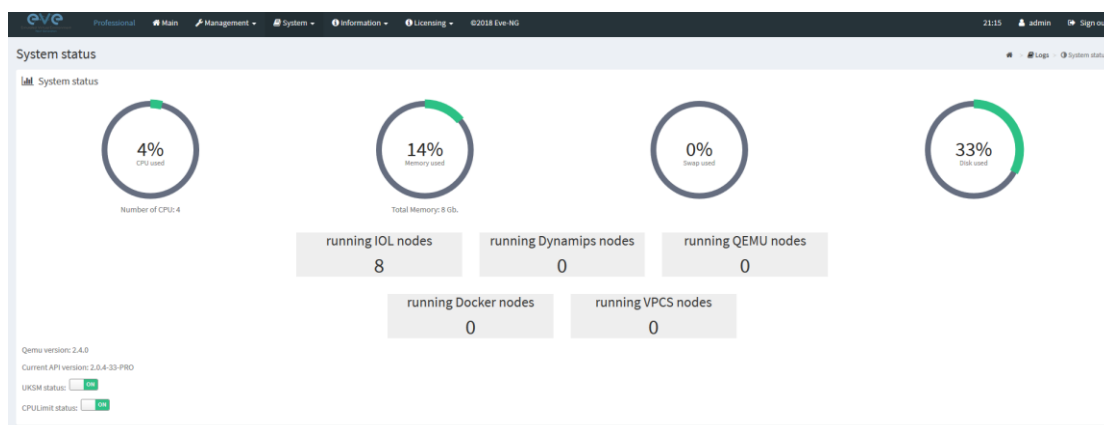 eve Professional Main Management System Information Licensing ©2018 Eve-NG 21:15 admin Sign ou
System status Logs System statu
System status
4% 14% 0% 33%
CPU used Memory used Swap used Disk used
Number of CPU: 4 Total Memory: 8 Gb.
running IOL nodes running Dynamips nodes running QEMU nodes
8 0 0
running Docker nodes running VPCS nodes
0 0
Qemu version: 2.4.0
Current API version: 2.0.4-33-PRO
UKSM status: ON
CPULimit status: ON